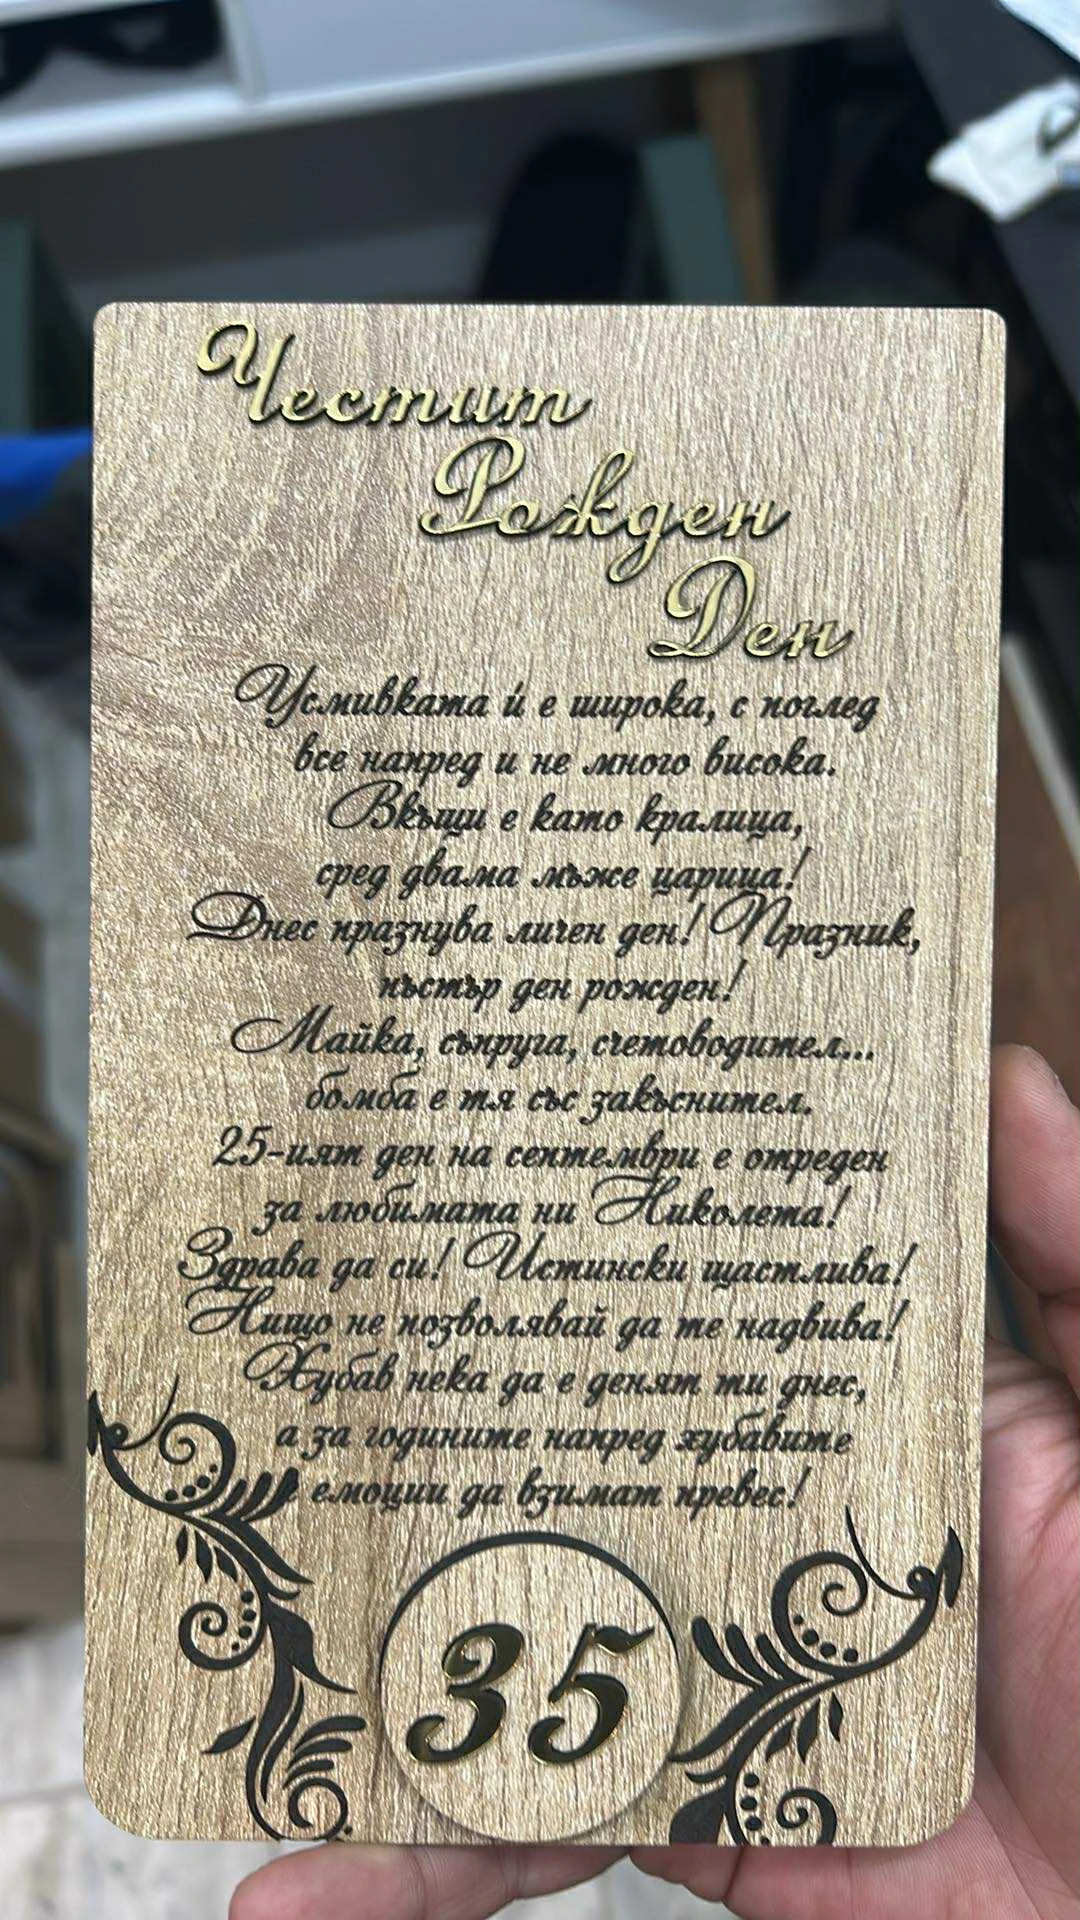 Честит
Рожден
Ден
Усмивката ѝ е широка, с поглед
все напред и не много висока.
Вкъщи е като кралица,
сред двама мъже царица!
Днес празнува личен ден! Празник,
пъстър ден рожден!
Майка, съпруга, счетоводител...
бомба е тя със закъснител.
25-ият ден на септември е отреден
за любимата ни Николета!
Здрава да си! Истински щастлива!
Нищо не позволявай да те надвива!
Хубав нека да е денят ти днес,
а за годините напред хубавите
емоции да взимат превес!
35